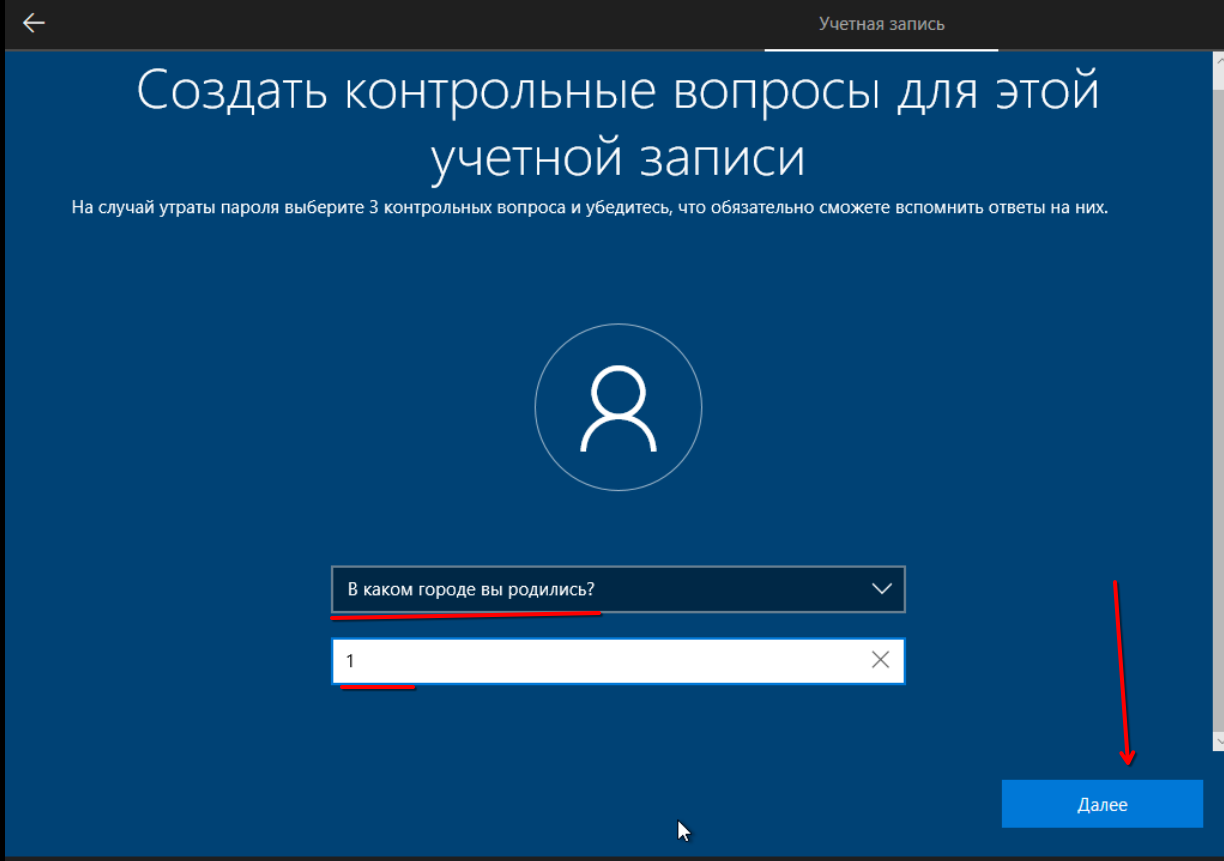 Учетная запись
Создать контрольные вопросы для этой
учетной записи
На случай утраты пароля выберите 3 контрольных вопроса и убедитесь, что обязательно сможете вспомнить ответы на них.
В каком городе вы родились?
1
Далее